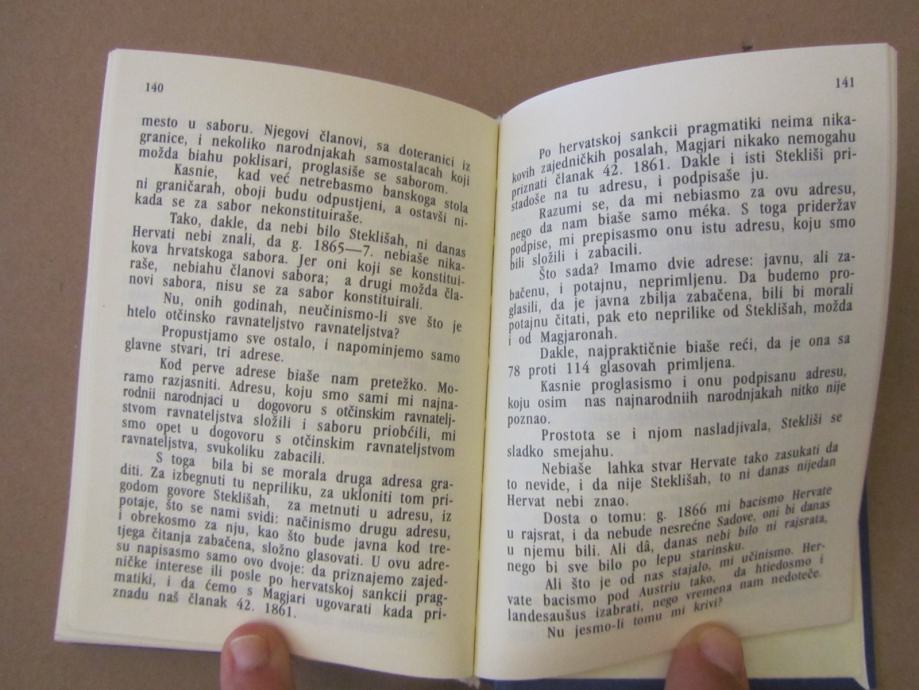 140
mesto u saboru. Njegovi članovi, sa doteranici iz
granice, i nekoliko narodnjakah samostalacah koji
možda biahu poklisari, proglasiše se saborom.
Kasnie, kad već netrebasmo banskoga stola
ni graničarah, oboji budu odpustjeni, a ostavši ni-
kada se za sabor nekonstituiraše.
Tako, dakle, da nebi bilo Steklišah, ni danas
Hervati nebi znali, da g. 1865—7. nebiaše nika-
kova hrvatskoga sabora. Jer oni koji se konstitui-
raše, nebiahu članovi sabora; a drugi možda čla-
novi sabora, nisu se za sabor konstituirali.
Nu, onih godinah, neučinismo-li sve što je
htelo otčinsko ravnateljstvo ravnateljstva?
Propustjamo sve ostalo, i napominjemo samo
glavne stvari, tri adrese.
Kod perve adrese biaše nam pretežko. Mo-
ramo razjasniti. Adresu, koju smo sami mi najna-
rodnii narodnjaci u dogovoru s otčinskim ravnatelj-
stvom ravnateljstva složili i saboru priobćili, mi
smo opet u dogovoru s otčinskim ravnateljstvom
ravnateljstva, svukoliku zabacili.
S toga bila bi se morala druga adresa gra-
diti. Za izbegnuti tu nepriliku, za ukloniti tom pri-
godom govore Steklišah, za metnuti u adresu, iz
potaje, što se nami svidi: načinismo drugu adresu,
i obrekosmo za nju, kao što bude javna kod tre-
tjega čitanja zabačena, složno glasovati. U ovu adre-
su napisasmo samo ovo dvoje: da priznajemo zajed-
ničke interese ili posle po hervatskoj sankcii prag-
matiki, i da ćemo s Magjari ugovarati kada pri-
znadu naš članak 42. 1861.
141
Po hervatskoj sankcii pragmatiki neima nika-
kovih zajedničkih posalah, Magjari nikako nemogahu
priznati članak 42. 1861. Dakle i isti Steklíši pri-
stadoše na tu adresu, i podpisaše ju.
Razumi se, da mi nebiasmo za ovu adresu,
nego da nam biaše samo méka. S toga prideržav
podpise, mi prepisasmo onu istu adresu, koju smo
bili složili i zabacili.
Što sada? Imamo dvie adrese: javnu, ali za-
bačenu, i potajnu, neprimljenu. Da budemo pro-
glasili, da je javna zbilja zabačena, bili bi morali
potajnu čitati, pak eto neprilike od Steklišah, možda
i od Magjaronah.
Dakle, najpraktičnie biaše reći, da je ona sa
78 proti 114 glasovah primljena.
Kasnie proglasismo i onu podpisanu adresu,
koju osim nas najnarodniih narodnjakah nitko nije
poznao.
Prostota se i njom nasladjivala, Stekliši se
sladko smejahu.
Nebiaše lahka stvar Hervate tako zasukati da
to nevide, i da nije Steklišah, to ni danas nijedan
Hervat nebi znao.
Dosta o tomu: g. 1866 mi bacismo Hervate
u rajsrat, i da nebude nesrećne Sadove, oni bi danas
u njemu bili. Ali dâ, danas nebi bilo ni rajsrata,
nego bi sve bilo po lepu starinsku.
Ali što je od nas stajalo, mi učinismo. Her-
vate bacismo pod Austriu tako, da htiedosmo i
landesaušus izabrati, nego vremena nam nedoteče.
Nu jesmo-li tomu mi krivi?